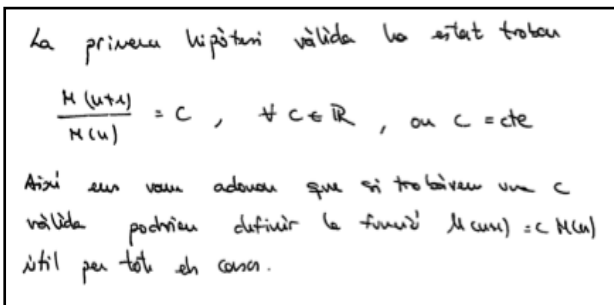 La primera hipòtesi vàlida ha estat trobar
M(n+1) / M(n) = C , ∀ C ∈ ℝ , on C = cte
Així ens vam adonar que si trobàvem una C
vàlida podríem definir la funció M(n+1) = C M(n)
útil per tots els casos.